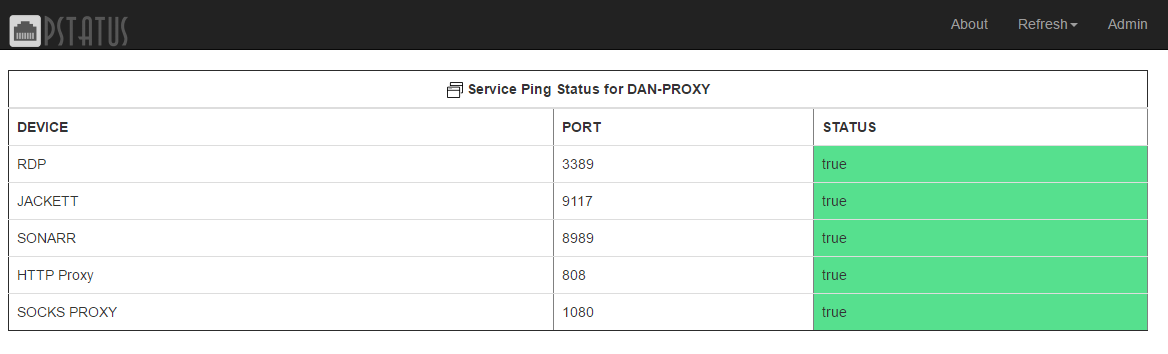 PSTATUS About Refresh Admin
Service Ping Status for DAN-PROXY
DEVICE PORT STATUS
RDP 3389 true
JACKETT 9117 true
SONARR 8989 true
HTTP Proxy 808 true
SOCKS PROXY 1080 true